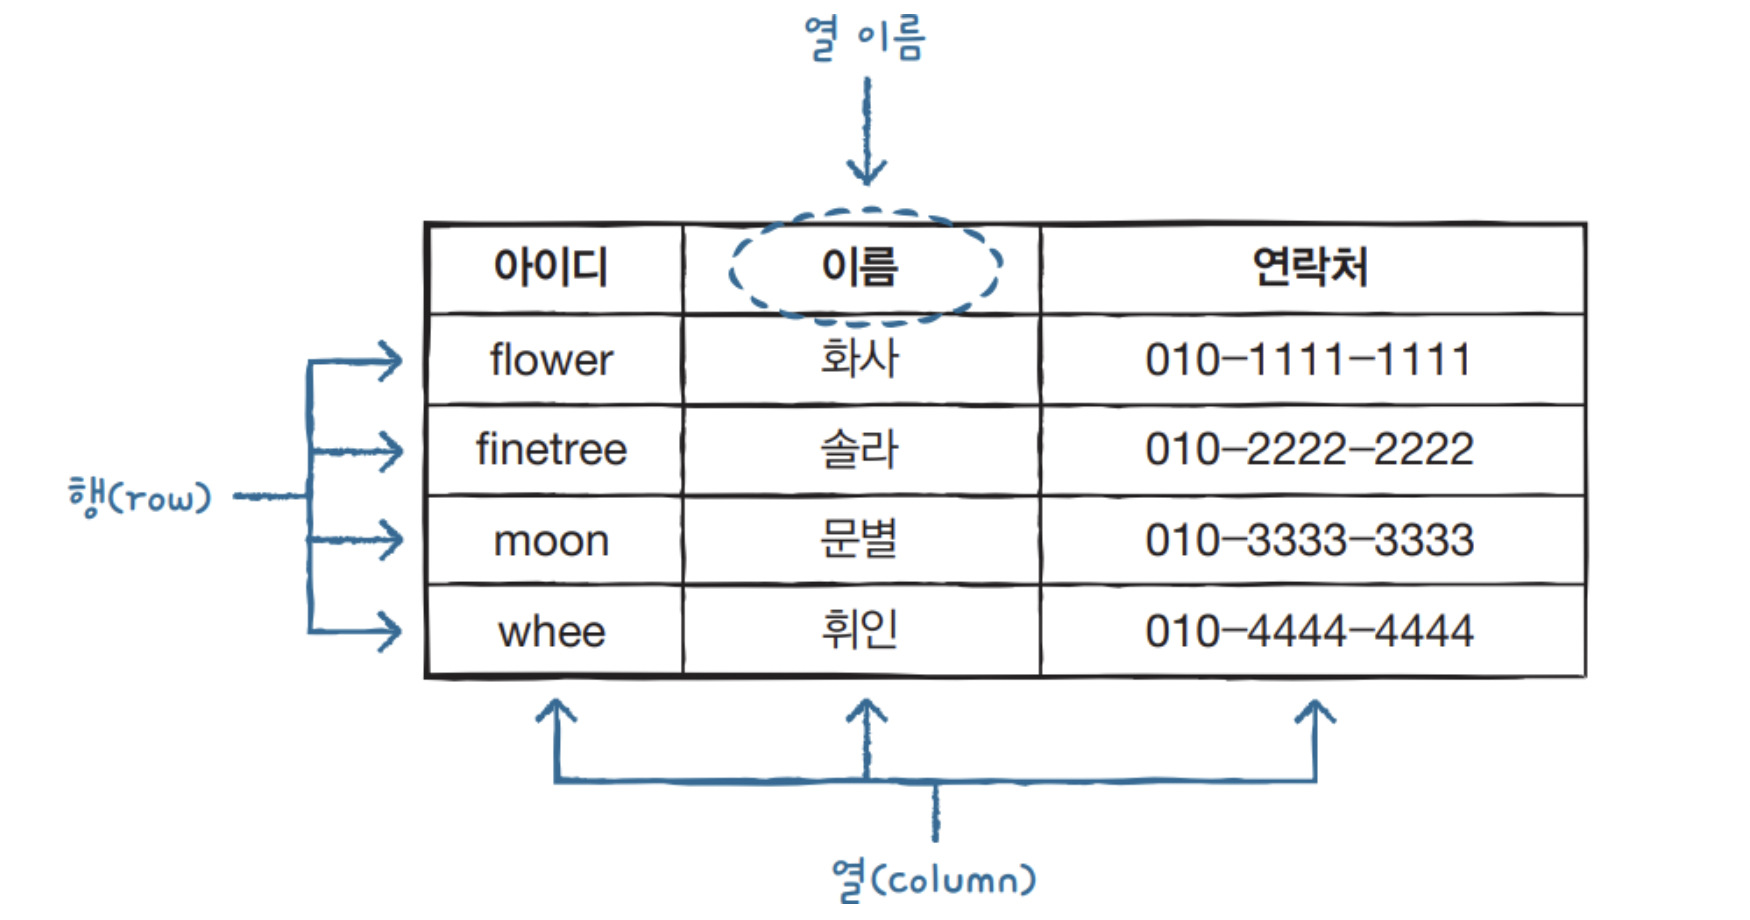 열 이름
아이디 이름 연락처
flower 화사 010-1111-1111
finetree 솔라 010-2222-2222
행(row)
moon 문별 010-3333-3333
whee 휘인 010-4444-4444
열(column)